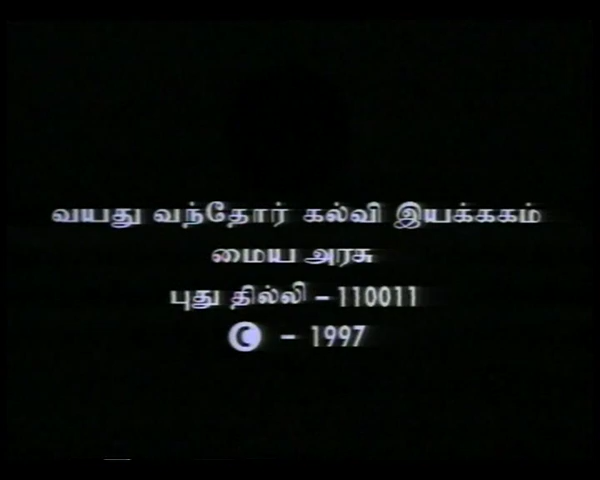 வயது வந்தோர் கல்வி இயக்ககம்
மைய அரசு
புது தில்லி – 110011
© – 1997